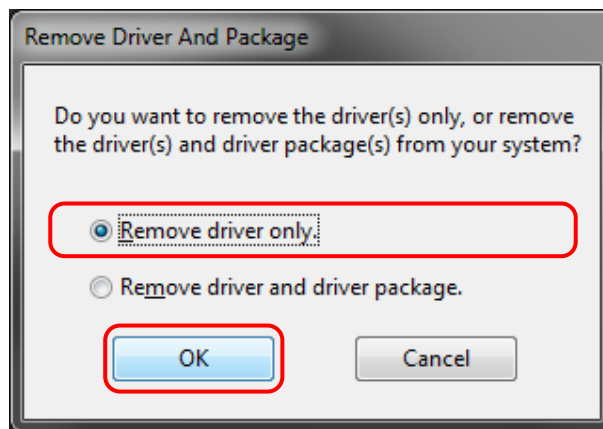 Remove Driver And Package
Do you want to remove the driver(s) only, or remove
the driver(s) and driver package(s) from your system?
Remove driver only.
Remove driver and driver package.
OK Cancel